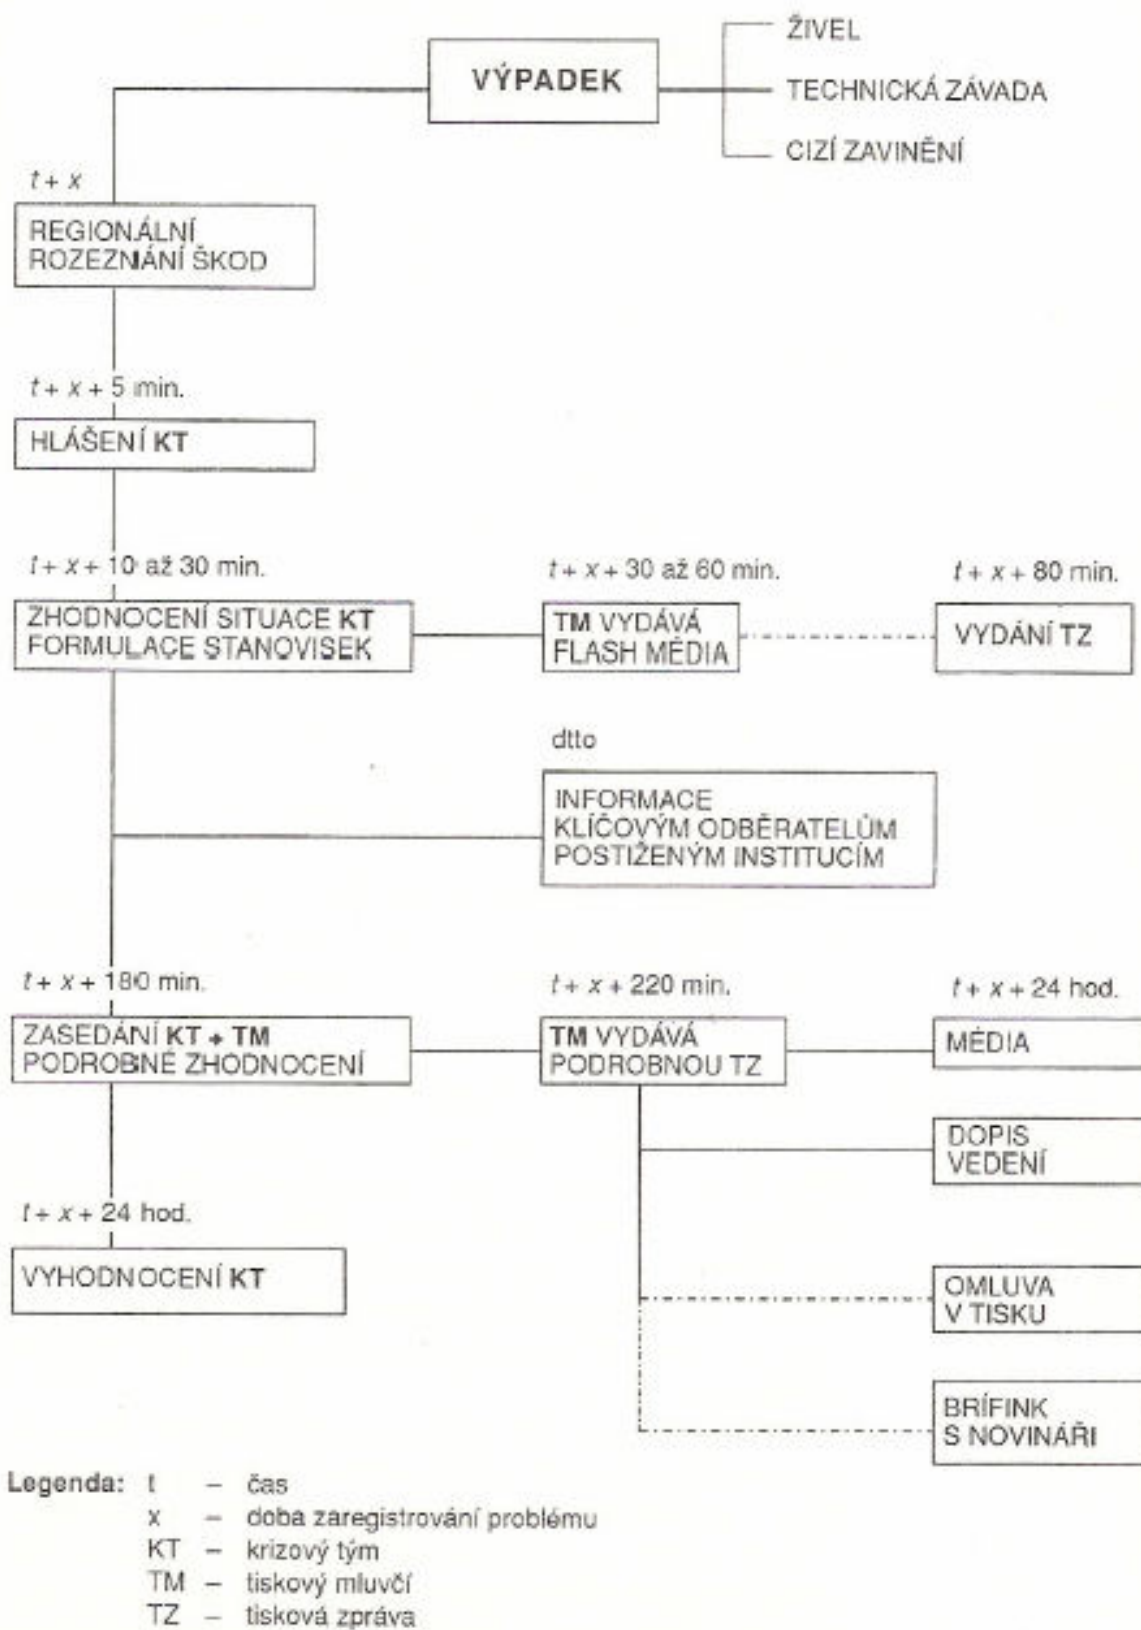 VÝPADEK
ŽIVEL
TECHNICKÁ ZÁVADA
CIZÍ ZAVINĚNÍ
t + x
REGIONÁLNÍ
ROZEZNÁNÍ ŠKOD
t + x + 5 min.
HLÁŠENÍ KT
t + x + 10 až 30 min.
ZHODNOCENÍ SITUACE KT
FORMULACE STANOVISEK
t + x + 30 až 60 min.
TM VYDÁVÁ
FLASH MÉDIA
t + x + 80 min.
VYDÁNÍ TZ
dtto
INFORMACE
KLÍČOVÝM ODBĚRATELŮM
POSTIŽENÝM INSTITUCÍM
t + x + 180 min.
ZASEDÁNÍ KT + TM
PODROBNÉ ZHODNOCENÍ
t + x + 220 min.
TM VYDÁVÁ
PODROBNOU TZ
t + x + 24 hod.
MÉDIA
DOPIS
VEDENÍ
t + x + 24 hod.
VYHODNOCENÍ KT
OMLUVA
V TISKU
BRÍFINK
S NOVINÁŘI
Legenda: t – čas
x – doba zaregistrování problému
KT – krizový tým
TM – tiskový mluvčí
TZ – tisková zpráva